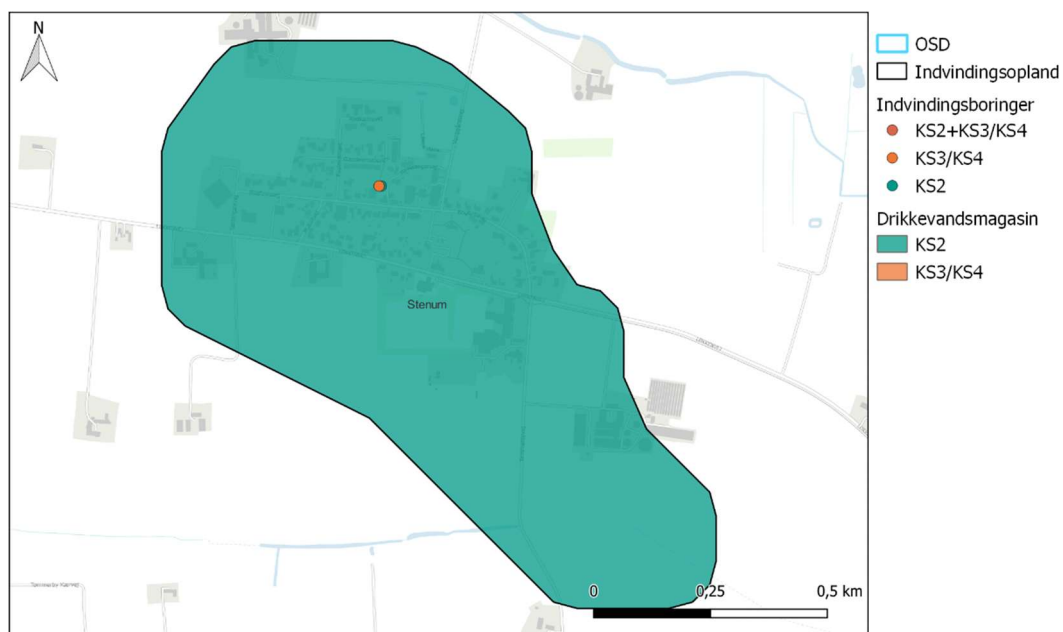 N
Stenum
0
0,25
0,5 km
OSD
Indvindingsopland
Indvindingsboringer
KS2+KS3/KS4
KS3/KS4
KS2
Drikkevandsmagasin
KS2
KS3/KS4